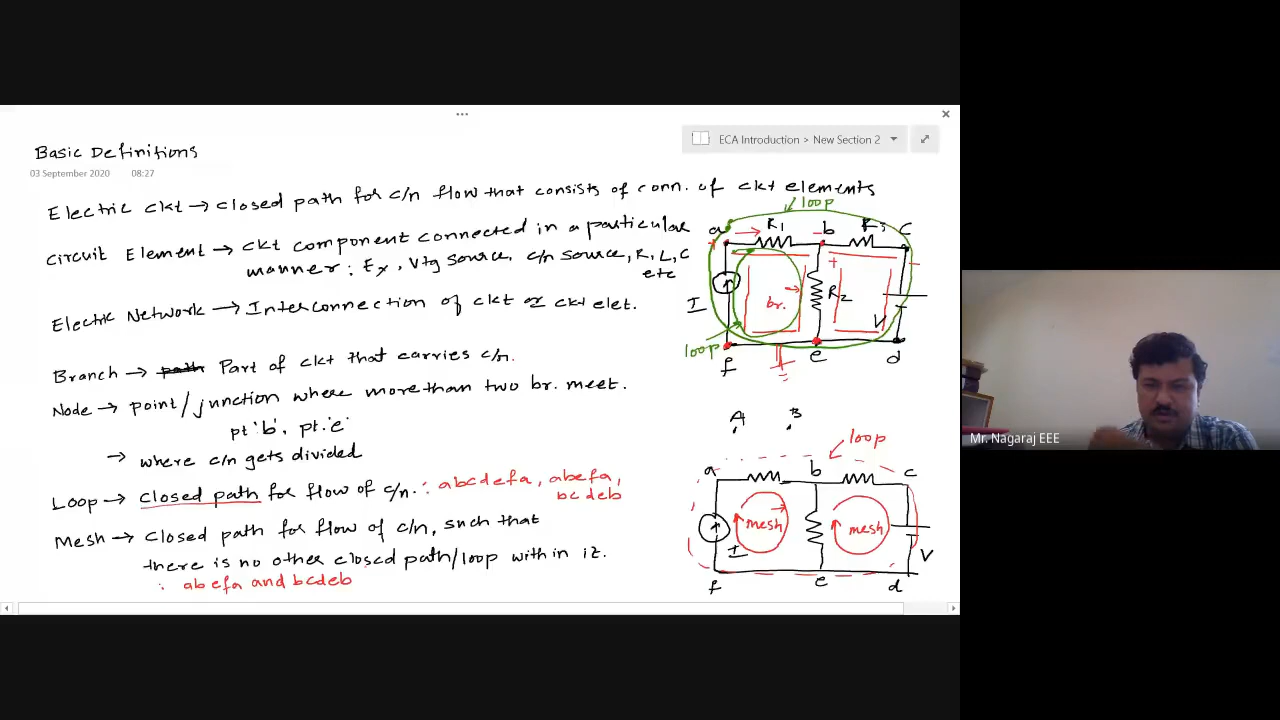 ECA Introduction > New Section 2
Basic Definitions
03 September 2020 08:27
Electric ckt → closed path for c/n flow that consists of conn. of ckt elements
Circuit Element → ckt component connected in a particular
manner: Ex, Vtg source, c/n source, R, L, C
etc
Electric Network → Interconnection of ckt or ckt elet.
Branch → Part of ckt that carries c/n.
Node → point/junction where more than two br. meet.
pt 'b', pt. 'e'
→ where c/n gets divided
Loop → closed path for flow of c/n. ∴ abcdefa, abefa,
bcdeb
Mesh → closed path for flow of c/n, such that
there is no other closed path/loop within it.
∴ abefa and bcdeb
loop
a R1 b c
+ - + -
I br. R2 V
loop
f e d
A B
loop
a b c
mesh mesh
I V
f e d
Mr. Nagaraj EEE